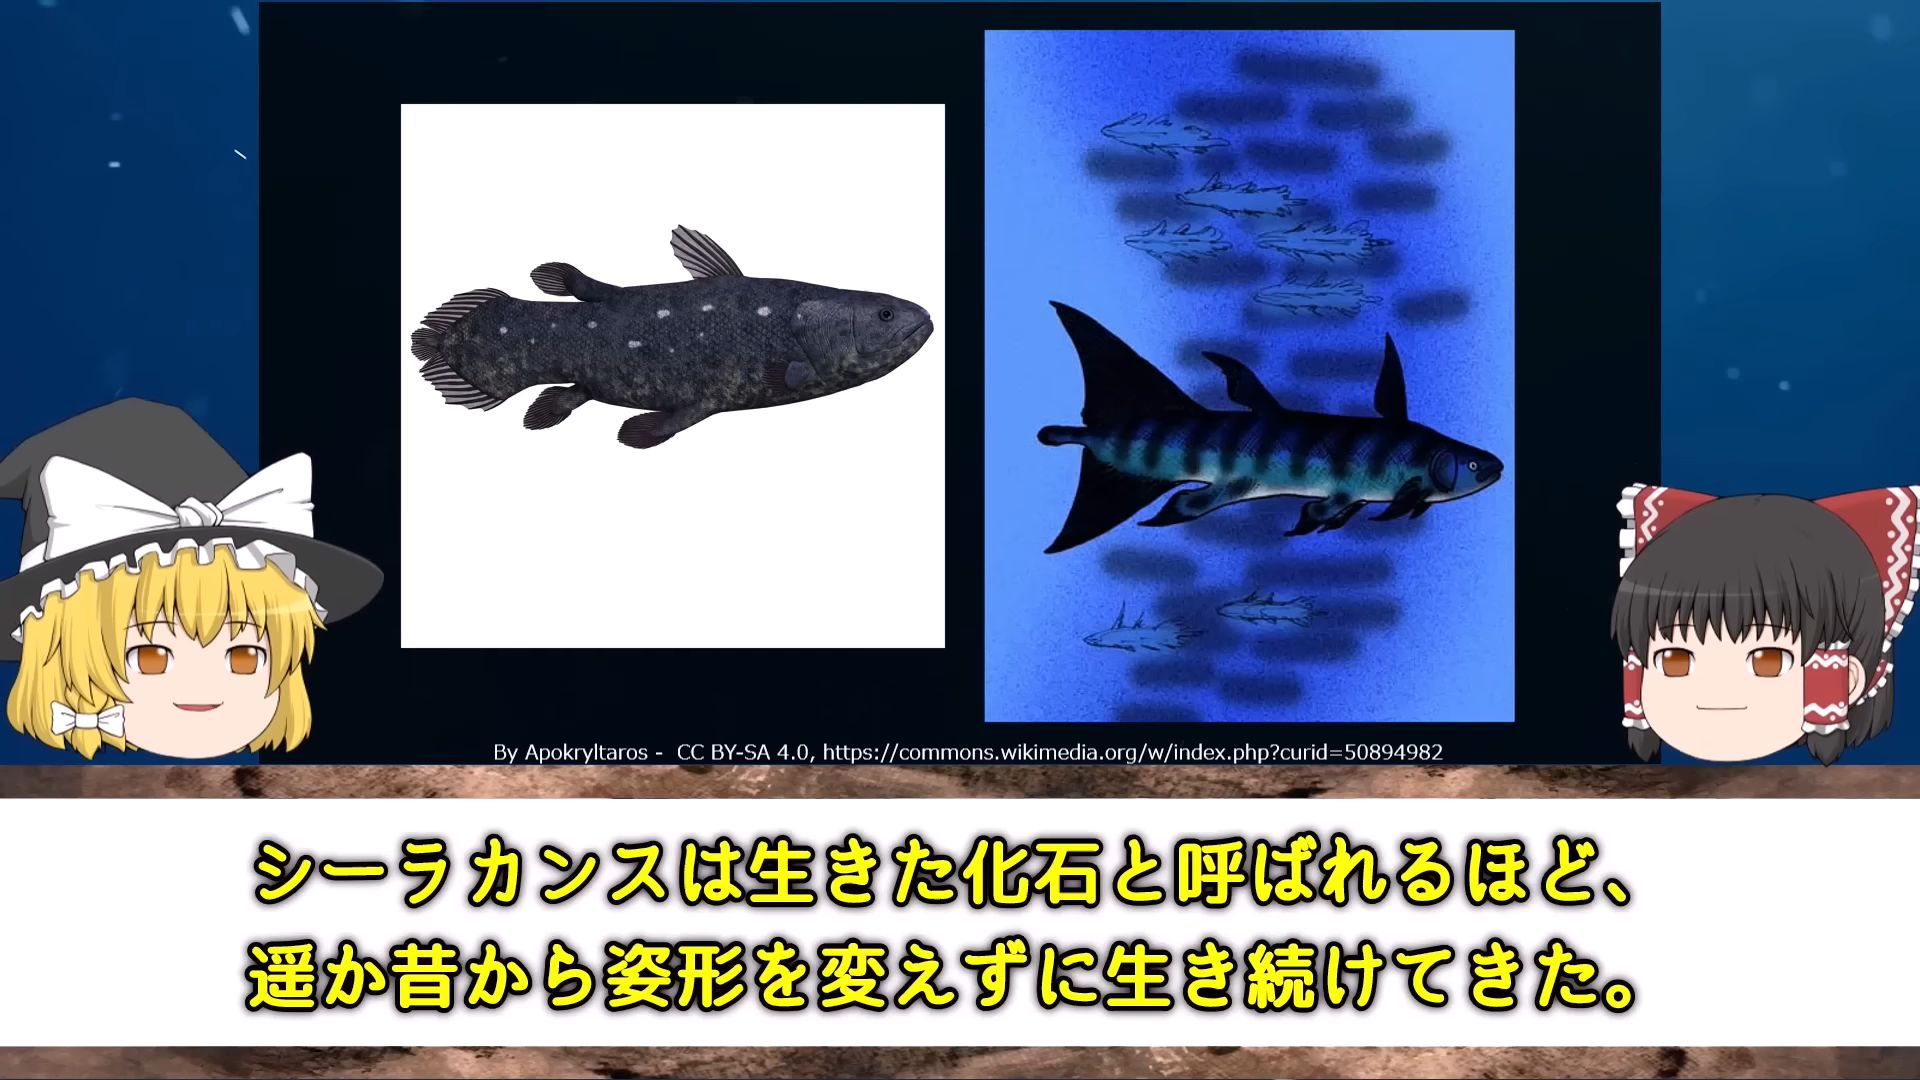 By Apokryltaros -  CC BY-SA 4.0, https://commons.wikimedia.org/w/index.php?curid=50894982
シーラカンスは生きた化石と呼ばれるほど、
遥か昔から姿形を変えずに生き続けてきた。